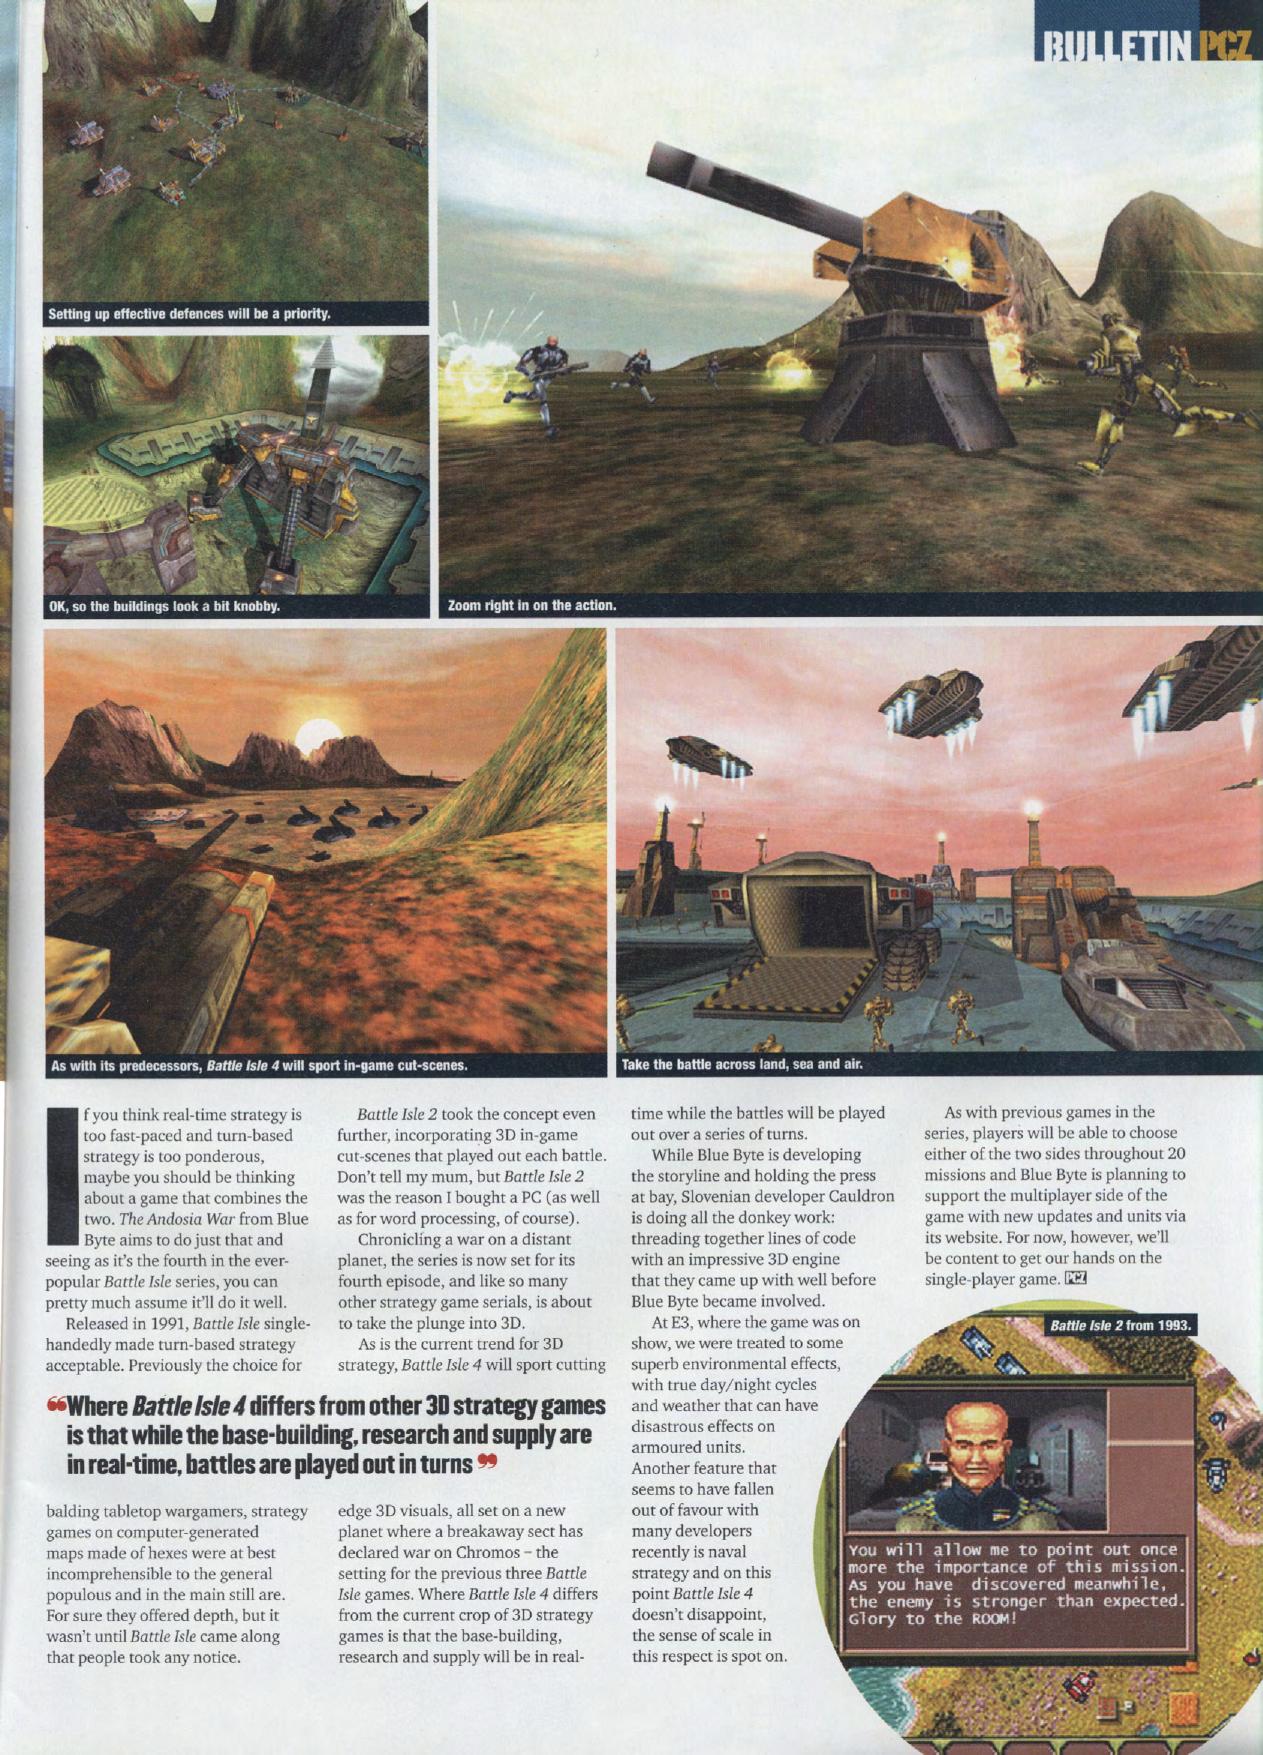 BULLETIN PCZ
Setting up effective defences will be a priority.
OK, so the buildings look a bit knobby.
Zoom right in on the action.
As with its predecessors, Battle Isle 4 will sport in-game cut-scenes.
Take the battle across land, sea and air.
If you think real-time strategy is
too fast-paced and turn-based
strategy is too ponderous,
maybe you should be thinking
about a game that combines the
two. The Andosia War from Blue
Byte aims to do just that and
seeing as it's the fourth in the ever-
popular Battle Isle series, you can
pretty much assume it'll do it well.
Released in 1991, Battle Isle single-
handedly made turn-based strategy
acceptable. Previously the choice for
balding tabletop wargamers, strategy
games on computer-generated
maps made of hexes were at best
incomprehensible to the general
populous and in the main still are.
For sure they offered depth, but it
wasn't until Battle Isle came along
that people took any notice.
Battle Isle 2 took the concept even
further, incorporating 3D in-game
cut-scenes that played out each battle.
Don't tell my mum, but Battle Isle 2
was the reason I bought a PC (as well
as for word processing, of course).
Chronicling a war on a distant
planet, the series is now set for its
fourth episode, and like so many
other strategy game serials, is about
to take the plunge into 3D.
As is the current trend for 3D
strategy, Battle Isle 4 will sport cutting
edge 3D visuals, all set on a new
planet where a breakaway sect has
declared war on Chromos – the
setting for the previous three Battle
Isle games. Where Battle Isle 4 differs
from the current crop of 3D strategy
games is that the base-building,
research and supply will be in real-
time while the battles will be played
out over a series of turns.
While Blue Byte is developing
the storyline and holding the press
at bay, Slovenian developer Cauldron
is doing all the donkey work:
threading together lines of code
with an impressive 3D engine
that they came up with well before
Blue Byte became involved.
At E3, where the game was on
show, we were treated to some
superb environmental effects,
with true day/night cycles
and weather that can have
disastrous effects on
armoured units.
Another feature that
seems to have fallen
out of favour with
many developers
recently is naval
strategy and on this
point Battle Isle 4
doesn't disappoint,
the sense of scale in
this respect is spot on.
As with previous games in the
series, players will be able to choose
either of the two sides throughout 20
missions and Blue Byte is planning to
support the multiplayer side of the
game with new updates and units via
its website. For now, however, we'll
be content to get our hands on the
single-player game. PCZ
“Where Battle Isle 4 differs from other 3D strategy games
is that while the base-building, research and supply are
in real-time, battles are played out in turns”
Battle Isle 2 from 1993.
You will allow me to point out once
more the importance of this mission.
As you have discovered meanwhile,
the enemy is stronger than expected.
Glory to the ROOM!